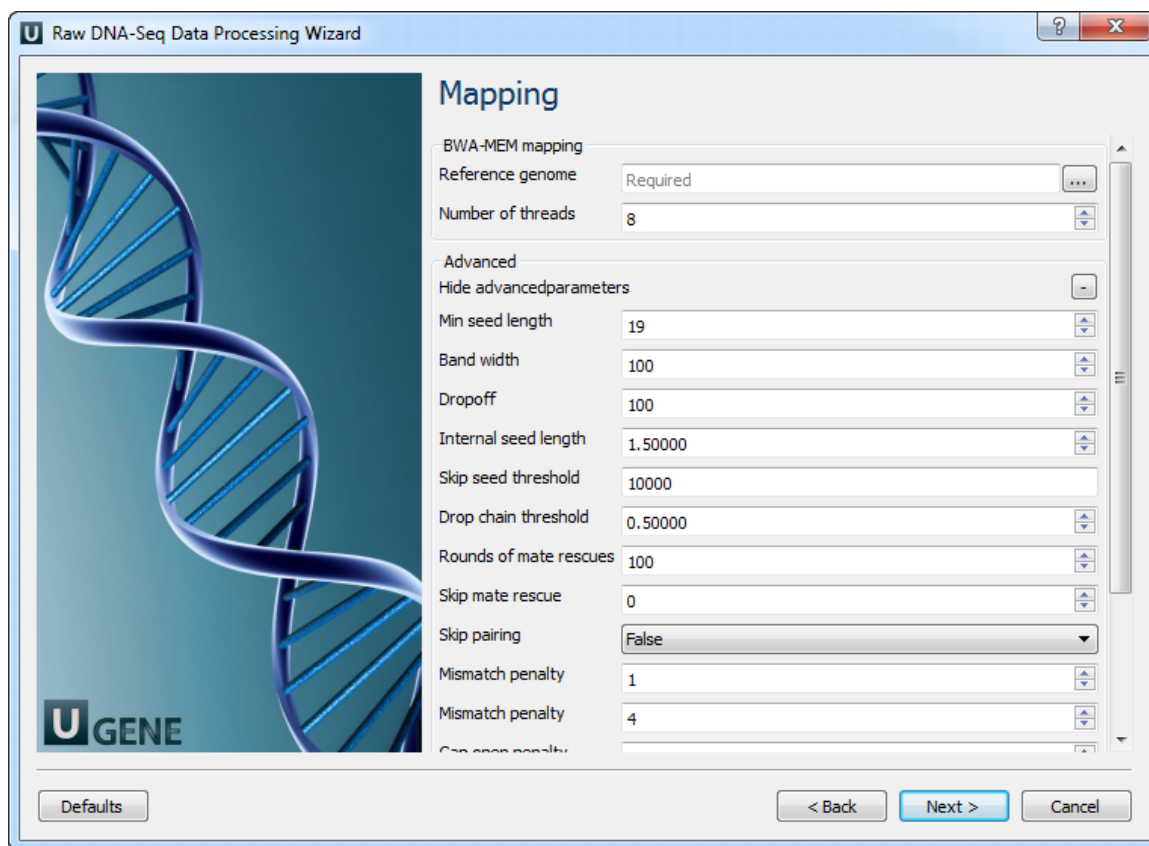 Raw DNA-Seq Data Processing Wizard
Mapping
BWA-MEM mapping
Reference genome Required ...
Number of threads 8
Advanced
Hide advancedparameters -
Min seed length 19
Band width 100
Dropoff 100
Internal seed length 1.50000
Skip seed threshold 10000
Drop chain threshold 0.50000
Rounds of mate rescues 100
Skip mate rescue 0
Skip pairing False
Mismatch penalty 1
Mismatch penalty 4
Gap open penalty
U GENE
Defaults < Back Next > Cancel